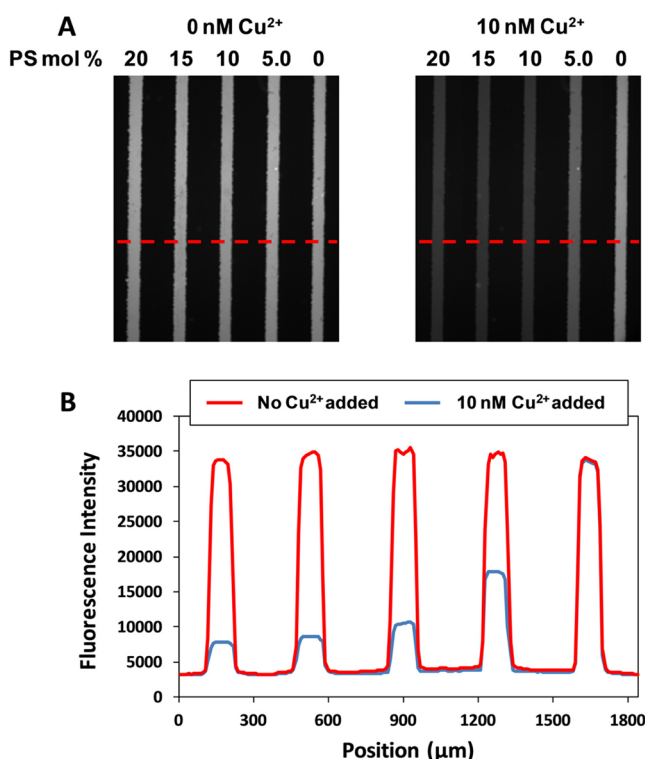 A
0 nM Cu²⁺ 10 nM Cu²⁺
PS mol % 20 15 10 5.0 0 20 15 10 5.0 0
B
No Cu²⁺ added 10 nM Cu²⁺ added
40000
35000
30000
25000
20000
15000
10000
5000
0
Fluorescence Intensity
0 300 600 900 1200 1500 1800
Position (µm)